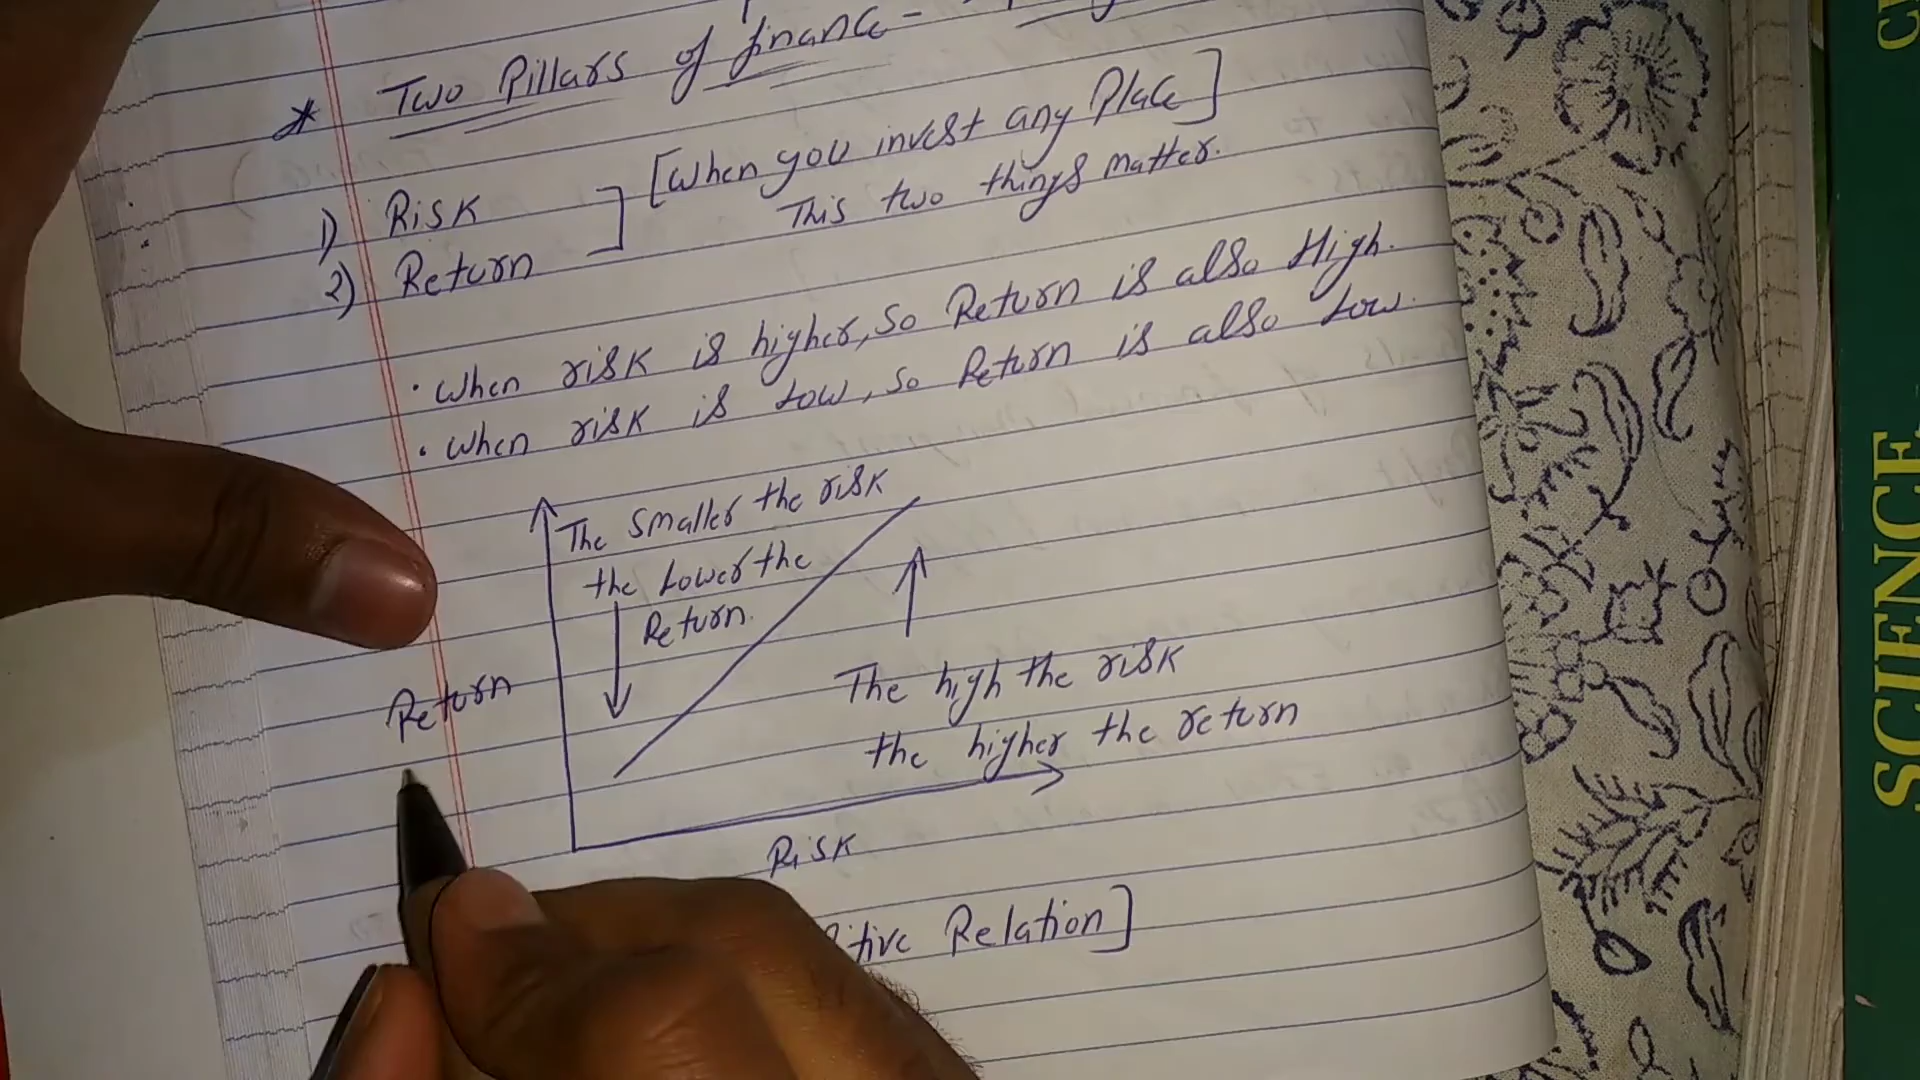 * Two Pillars of finance -
[When you invest any Place]
This two things matter.
1) Risk
2) Return
· When risk is higher, So Return is also High.
· When risk is Low, So Return is also Low.
The Smaller the risk
the Lower the
Return.
Return
The high the risk
the higher the return
Risk
Relation]
SCIENCE